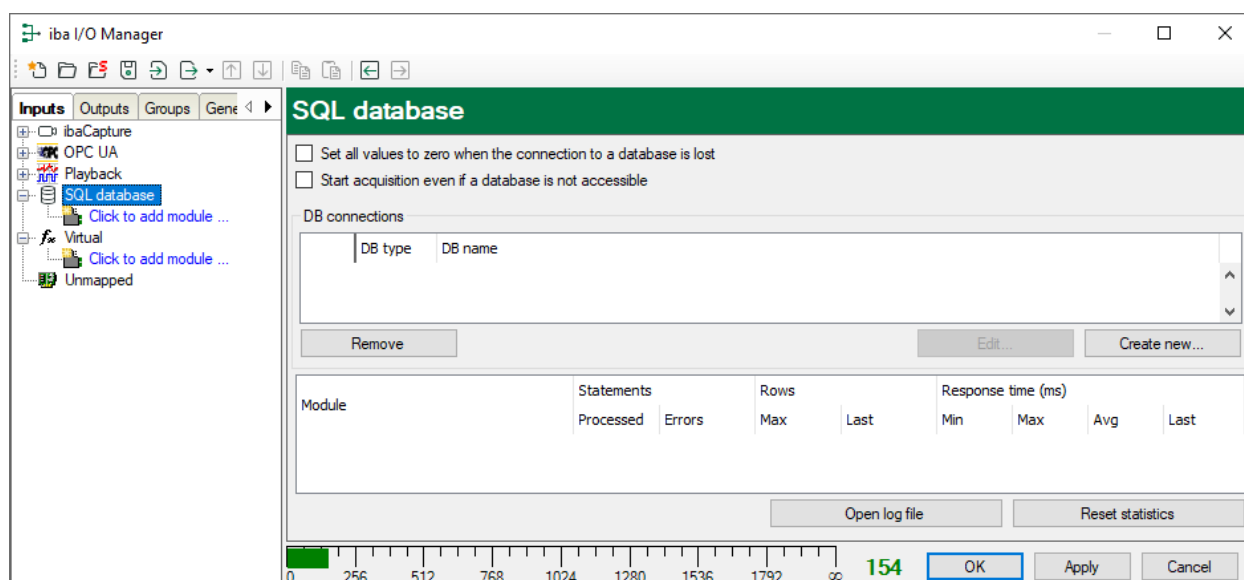 iba I/O Manager
Inputs Outputs Groups Gene
SQL database
ibaCapture
OPC UA
Playback
SQL database
Click to add module ...
Virtual
Click to add module ...
Unmapped
Set all values to zero when the connection to a database is lost
Start acquisition even if a database is not accessible
DB connections
DB type DB name
Remove Edit... Create new...
Module Statements Rows Response time (ms)
Processed Errors Max Last Min Max Avg Last
Open log file Reset statistics
0 256 512 768 1024 1280 1536 1792 ∞ 154 OK Apply Cancel